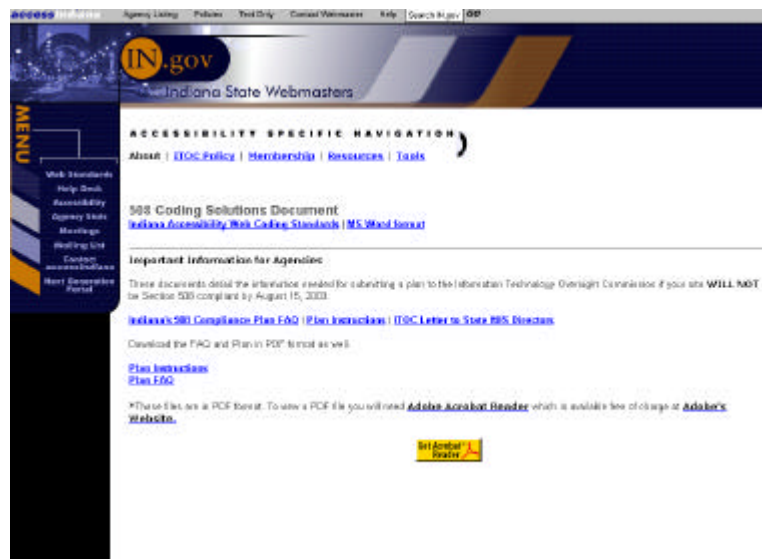 accessIndiana Agency Listing Policies Text Only Contact Webmaster Help Search IN.gov GO
IN.gov
Indiana State Webmasters
MENU
Web Standards
Help Desk
Accessibility
Agency Stats
Meetings
Mailing List
Contact
accessIndiana
Next Generation
Portal
ACCESSIBILITY SPECIFIC NAVIGATION
About | ITOC Policy | Membership | Resources | Tools
508 Coding Solutions Document
Indiana Accessibility Web Coding Standards | MS Word format
Important Information for Agencies
These documents detail the information needed for submitting a plan to the Information Technology Oversight Commission if your site WILL NOT
be Section 508 compliant by August 15, 2003.
Indiana's 508 Compliance Plan FAQ | Plan Instructions | ITOC Letter to State MIS Directors
Download the FAQ and Plan in PDF format as well.
Plan Instructions
Plan FAQ
*These files are in PDF format. To view a PDF file you will need Adobe Acrobat Reader which is available free of charge at Adobe's
Website.
Get Acrobat
Reader